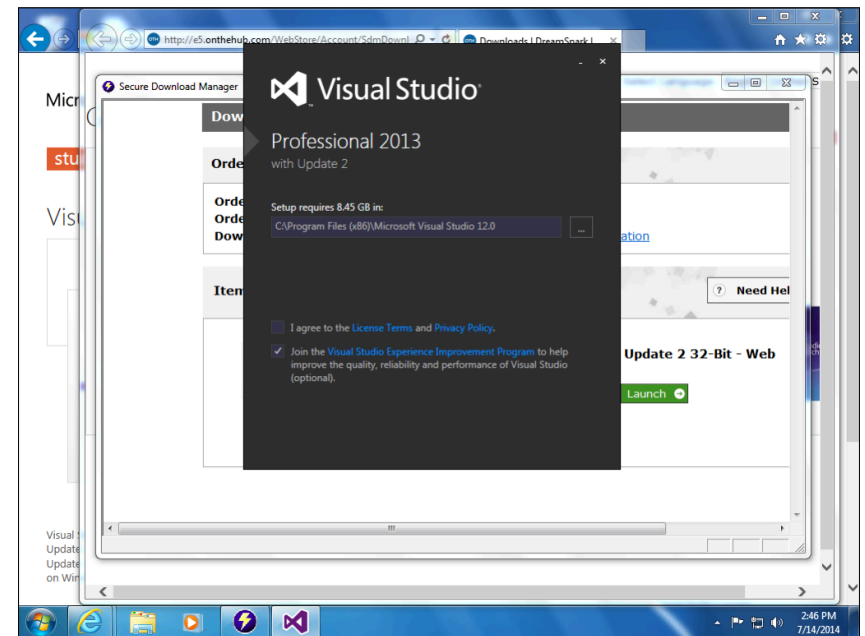 http://e5.onthehub.com/WebStore/Account/SdmDownl
Downloads | DreamSpark |
Secure Download Manager
Select Language
Micr
Visual Studio
Dow
Professional 2013
with Update 2
stu
Orde
Orde
Setup requires 8.45 GB in:
Orde
C:\Program Files (x86)\Microsoft Visual Studio 12.0
...
Visu
Dow
ation
Item
? Need Hel
I agree to the License Terms and Privacy Policy.
Join the Visual Studio Experience Improvement Program to help
improve the quality, reliability and performance of Visual Studio
(optional).
Update 2 32-Bit - Web
Launch
Visual S
Update
Update
on Win
2:46 PM
7/14/2014